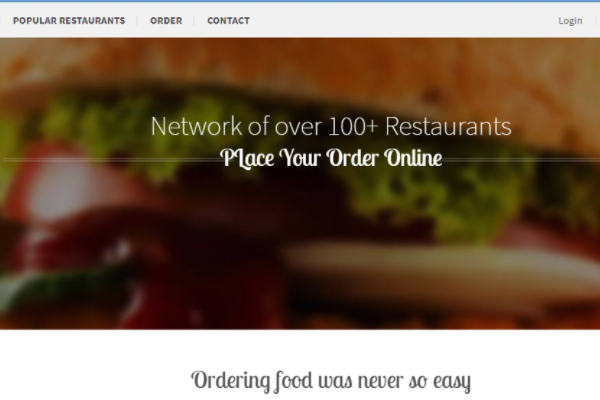 POPULAR RESTAURANTS ORDER CONTACT Login
Network of over 100+ Restaurants
PLace Your Order Online
Ordering food was never so easy